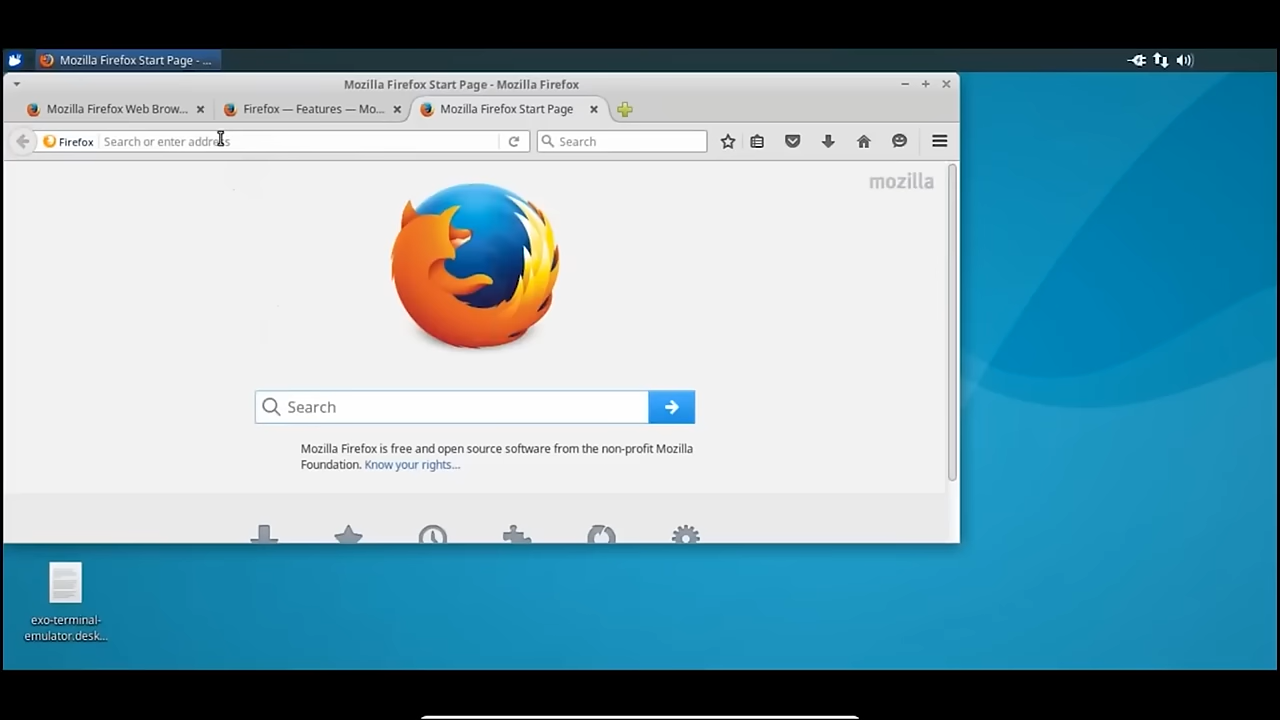 Mozilla Firefox Start Page - ...
Mozilla Firefox Start Page - Mozilla Firefox
Mozilla Firefox Web Brow...
Firefox — Features — Mo...
Mozilla Firefox Start Page
Firefox
Search or enter address
Search
mozilla
Search
Mozilla Firefox is free and open source software from the non-profit Mozilla
Foundation. Know your rights...
exo-terminal-
emulator.desk...